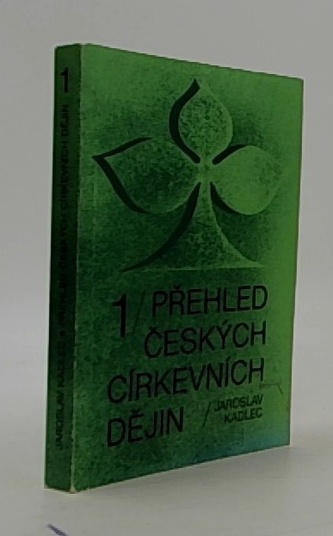 1/PŘEHLED
ČESKÝCH
CÍRKEVNÍCH
DĚJIN /JAROSLAV
KADLEC
JAROSLAV KADLEC • PŘEHLED ČESKÝCH CÍRKEVNÍCH DĚJIN 1